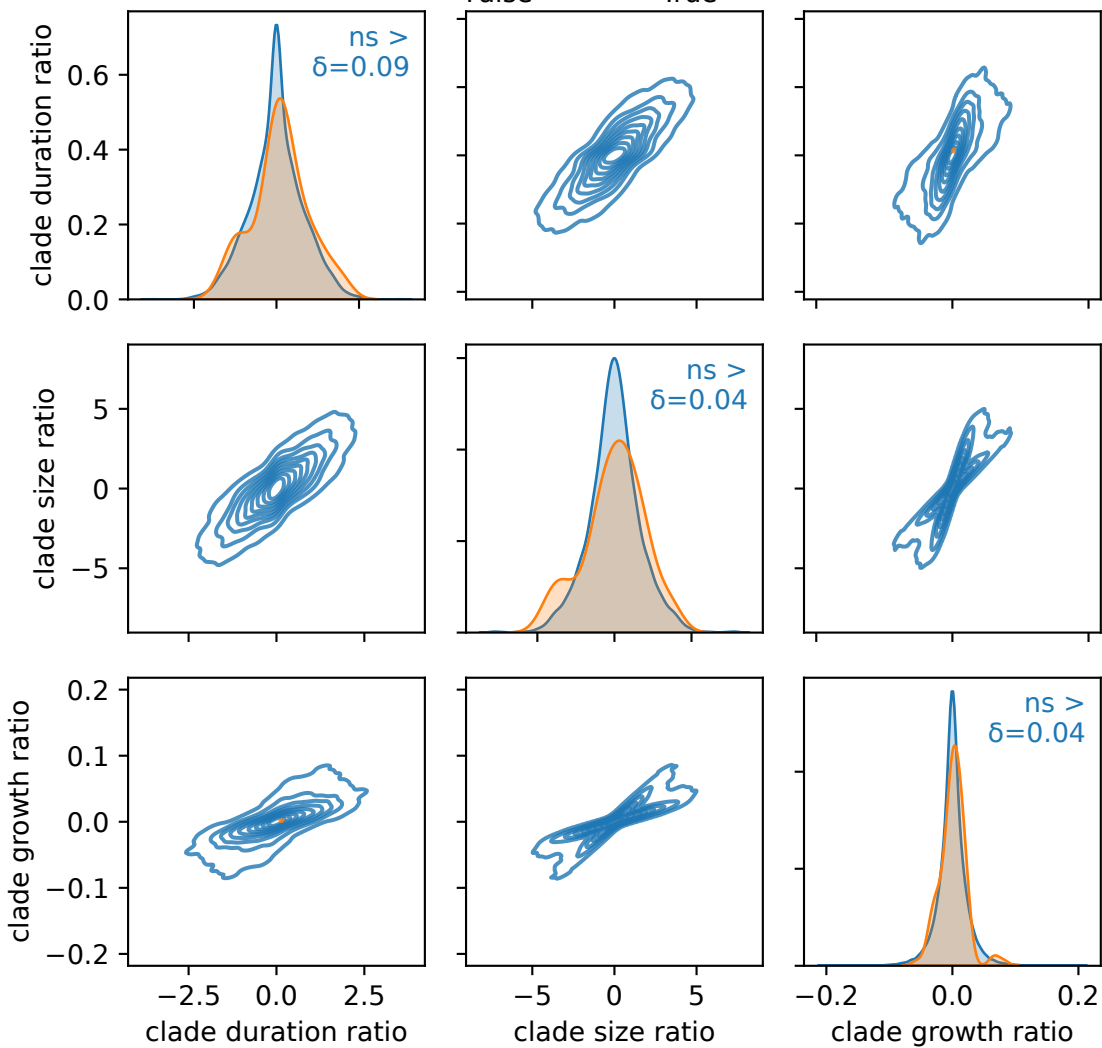 False True
clade duration ratio
0.6
0.4
0.2
0.0
ns >
δ=0.09
clade size ratio
5
0
−5
ns >
δ=0.04
clade growth ratio
0.2
0.1
0.0
−0.1
−0.2
ns >
δ=0.04
−2.5 0.0 2.5
−5 0 5
−0.2 0.0 0.2
clade duration ratio
clade size ratio
clade growth ratio